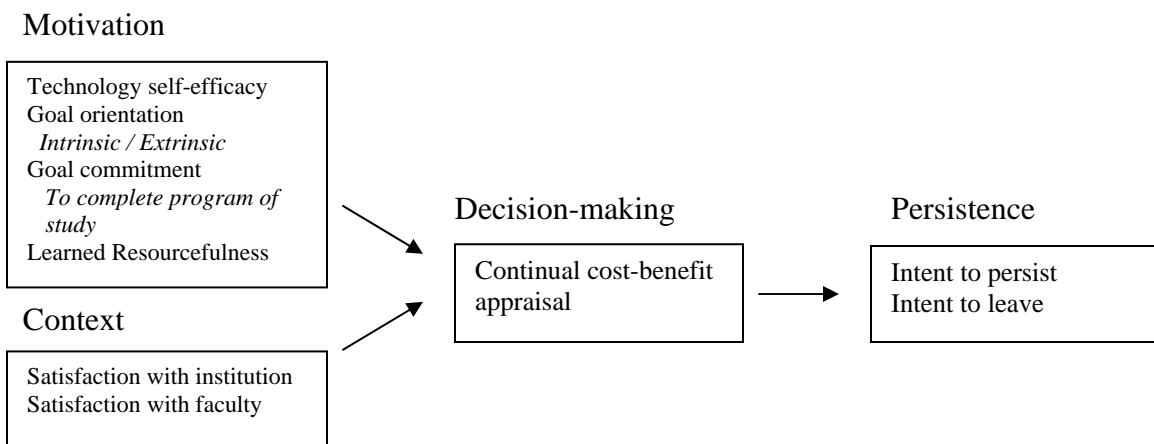 Motivation
Technology self-efficacy
Goal orientation
Intrinsic / Extrinsic
Goal commitment
To complete program of
study
Learned Resourcefulness
Context
Satisfaction with institution
Satisfaction with faculty
Decision-making
Continual cost-benefit
appraisal
Persistence
Intent to persist
Intent to leave